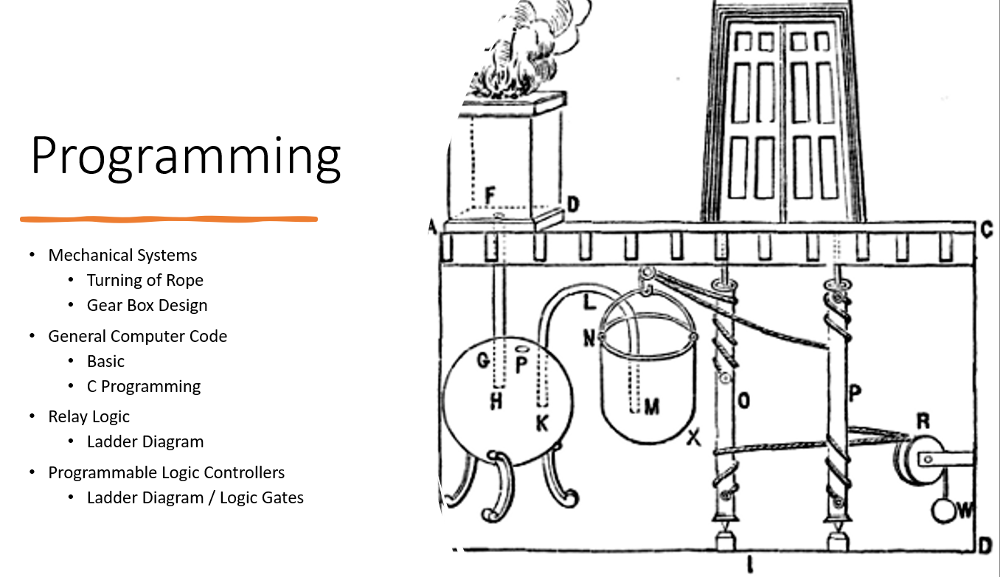 Programming
• Mechanical Systems
• Turning of Rope
• Gear Box Design
• General Computer Code
• Basic
• C Programming
• Relay Logic
• Ladder Diagram
• Programmable Logic Controllers
• Ladder Diagram / Logic Gates
F
D
A
C
L
N
G
P
H
K
M
X
O
P
R
W
D
I